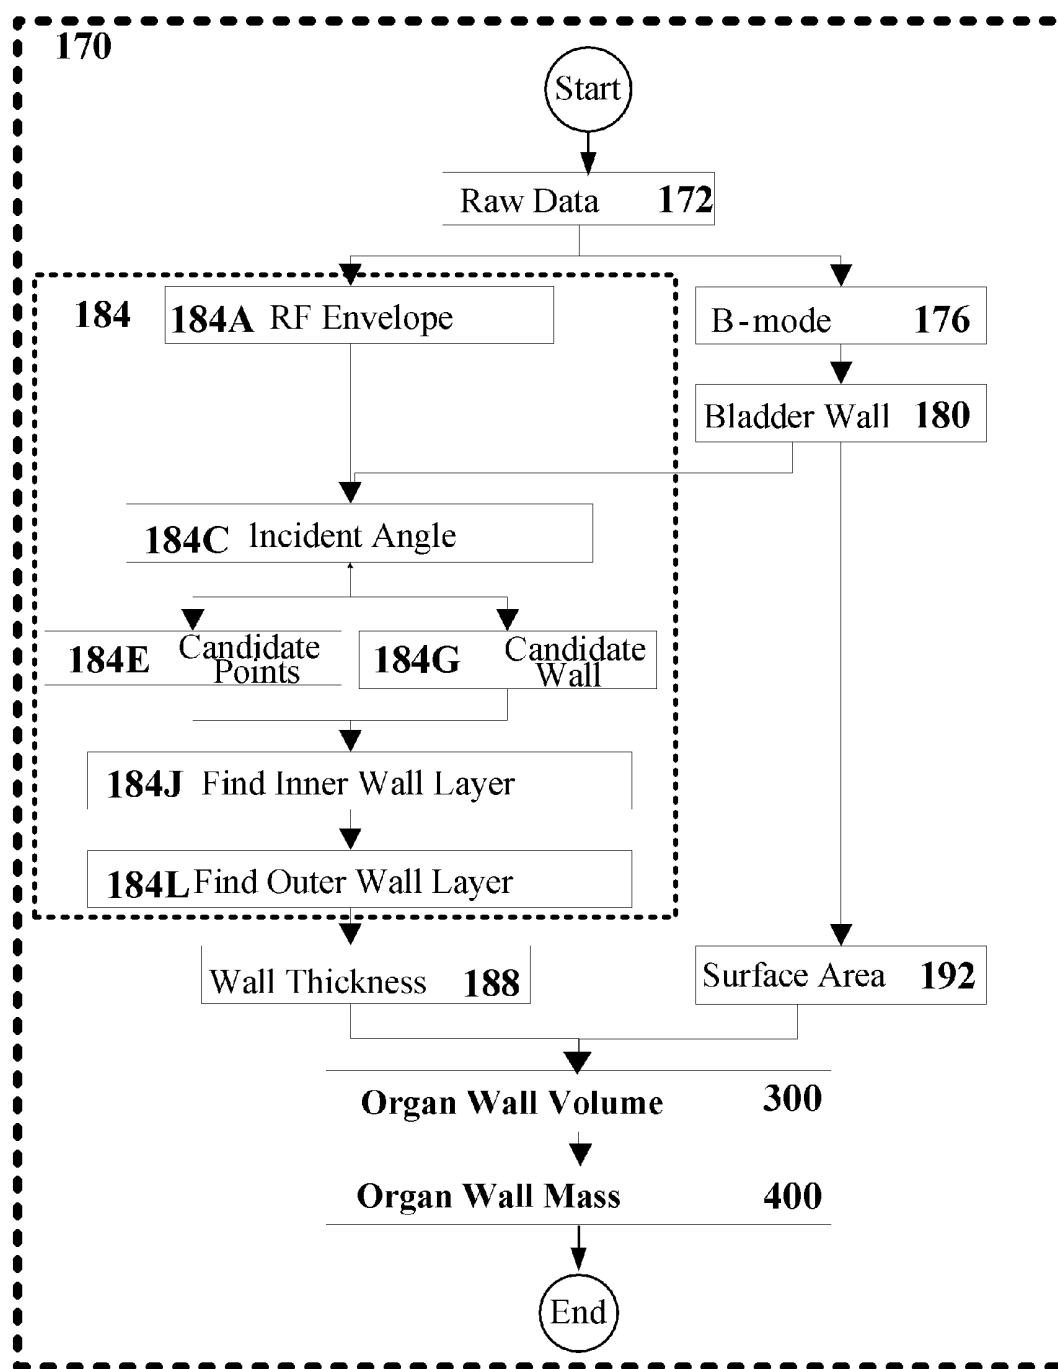 170
Start
Raw Data 172
184 184A RF Envelope
B-mode 176
Bladder Wall 180
184C Incident Angle
184E Candidate Points
184G Candidate Wall
184J Find Inner Wall Layer
184L Find Outer Wall Layer
Wall Thickness 188
Surface Area 192
Organ Wall Volume 300
Organ Wall Mass 400
End